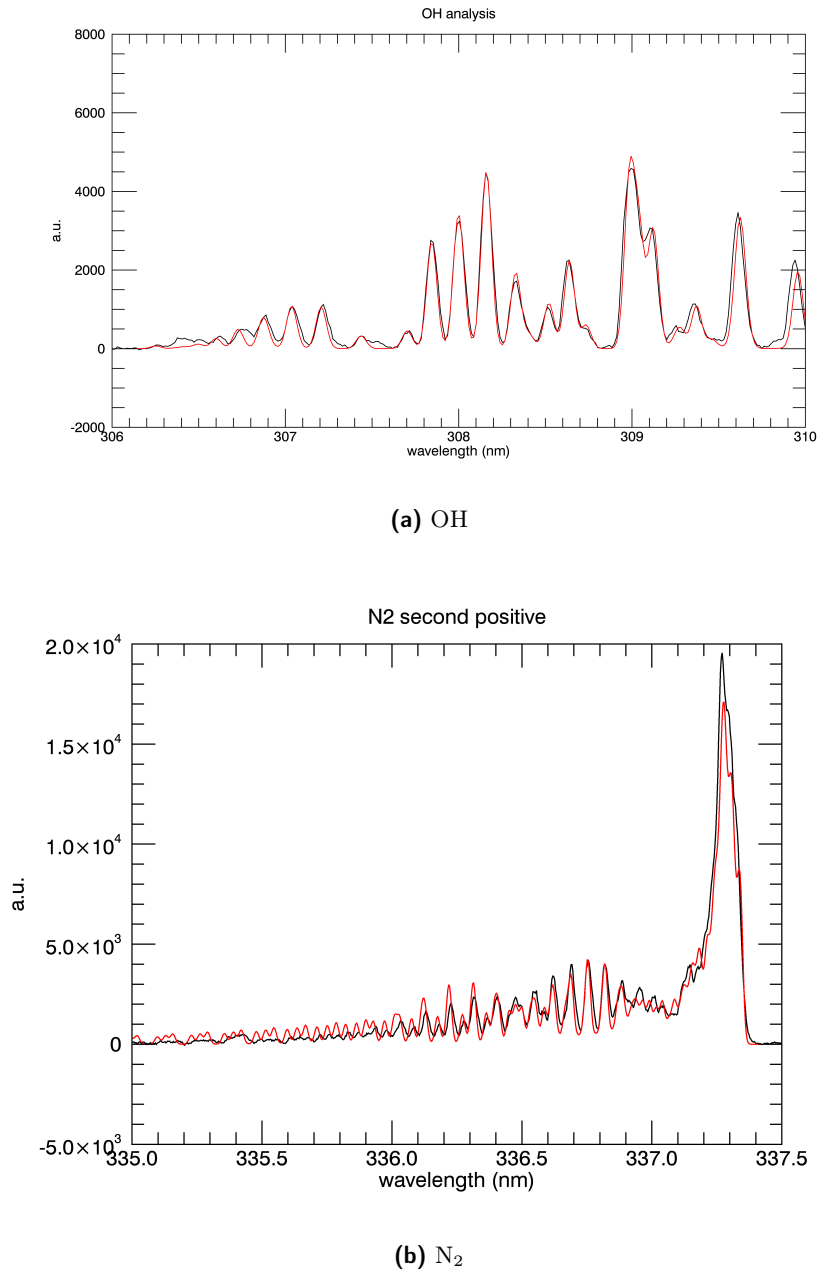 OH analysis
8000
6000
4000
2000
0
-2000
a.u.
306 307 308 309 310
wavelength (nm)
(a) OH
N2 second positive
2.0×10⁴
1.5×10⁴
1.0×10⁴
5.0×10³
0
-5.0×10³
a.u.
335.0 335.5 336.0 336.5 337.0 337.5
wavelength (nm)
(b) N₂